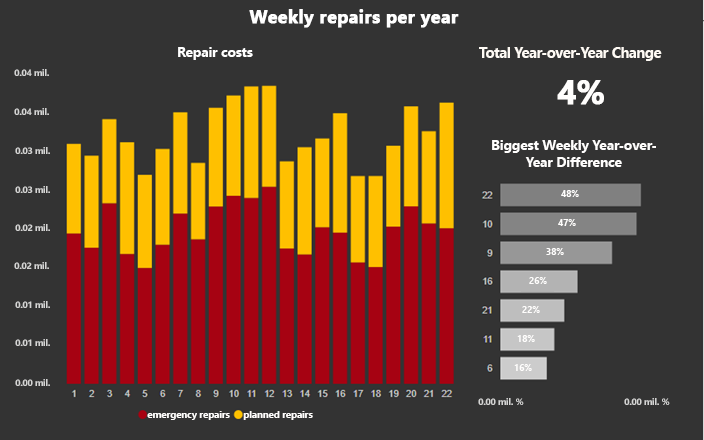 Weekly repairs per year
Repair costs
0.04 mil.
0.04 mil.
0.03 mil.
0.03 mil.
0.02 mil.
0.02 mil.
0.01 mil.
0.01 mil.
0.00 mil.
1 2 3 4 5 6 7 8 9 10 11 12 13 14 15 16 17 18 19 20 21 22
emergency repairs planned repairs
Total Year-over-Year Change
4%
Biggest Weekly Year-over-
Year Difference
22 48%
10 47%
9 38%
16 26%
21 22%
11 18%
6 16%
0.00 mil. % 0.00 mil. %